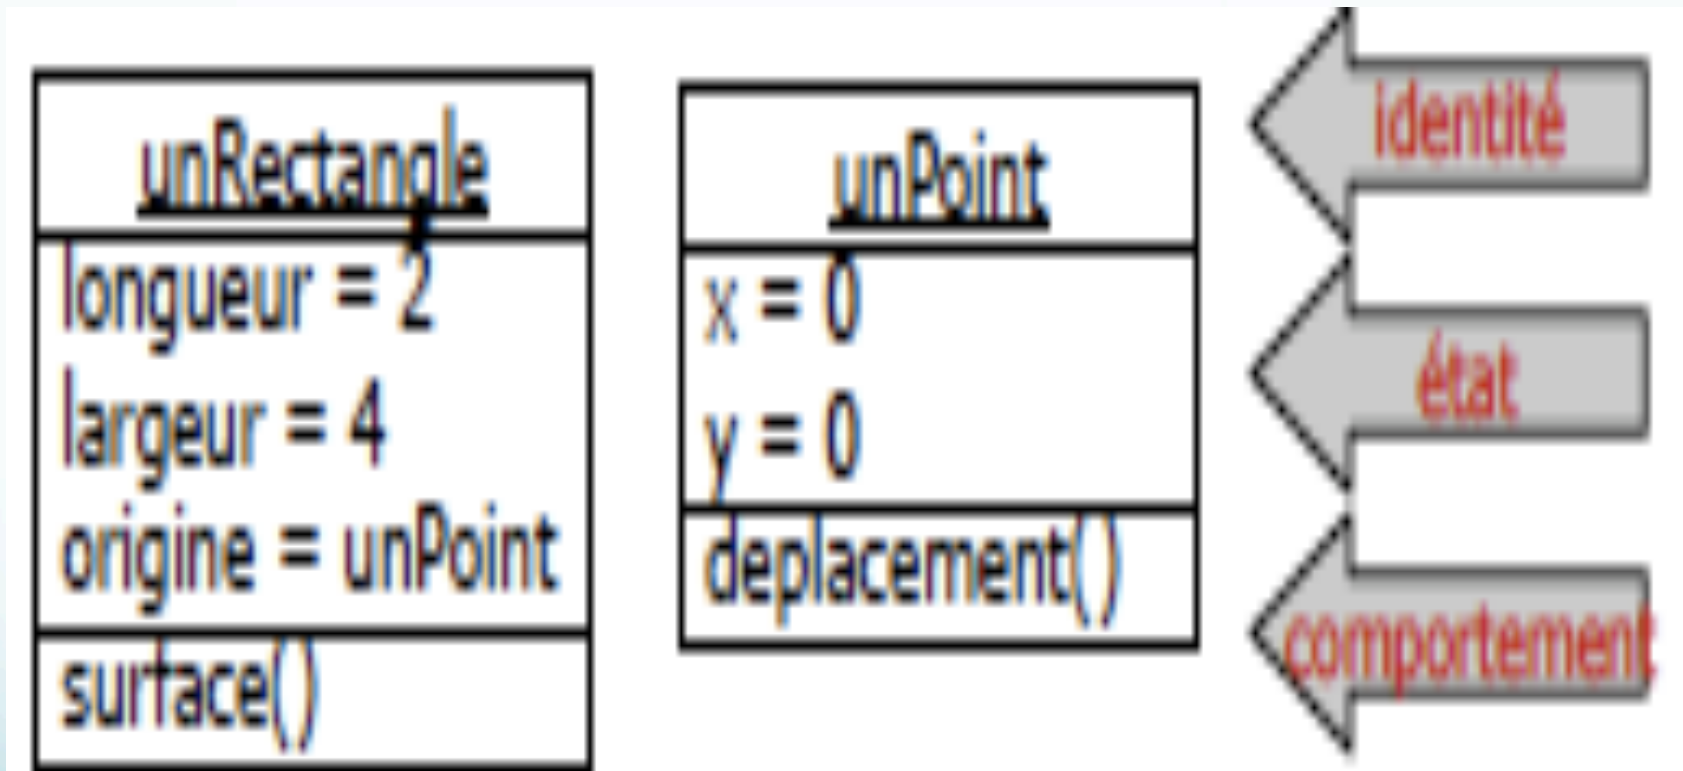 unRectangle
longueur = 2
largeur = 4
origine = unPoint
surface()
unPoint
x = 0
y = 0
deplacement()
identité
état
comportement